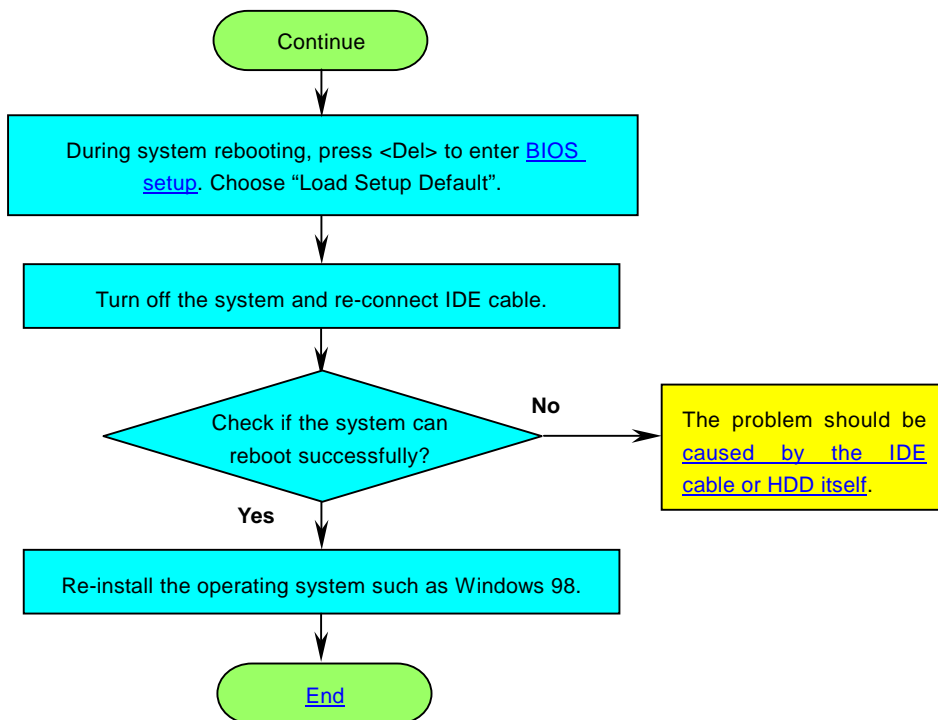 Continue
During system rebooting, press <Del> to enter BIOS
setup. Choose “Load Setup Default”.
Turn off the system and re-connect IDE cable.
Check if the system can
reboot successfully?
No
The problem should be
caused by the IDE
cable or HDD itself.
Yes
Re-install the operating system such as Windows 98.
End